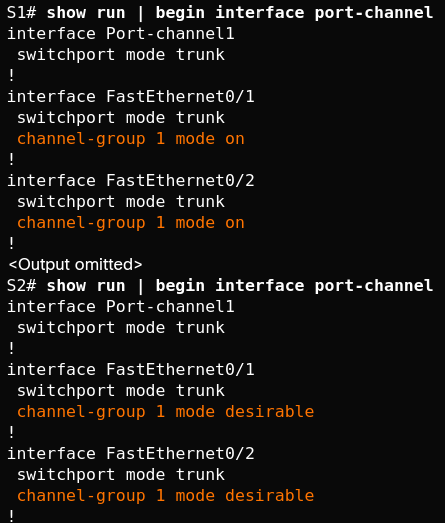 S1# show run | begin interface port-channel
interface Port-channel1
 switchport mode trunk
!
interface FastEthernet0/1
 switchport mode trunk
 channel-group 1 mode on
!
interface FastEthernet0/2
 switchport mode trunk
 channel-group 1 mode on
!
<Output omitted>
S2# show run | begin interface port-channel
interface Port-channel1
 switchport mode trunk
!
interface FastEthernet0/1
 switchport mode trunk
 channel-group 1 mode desirable
!
interface FastEthernet0/2
 switchport mode trunk
 channel-group 1 mode desirable
!